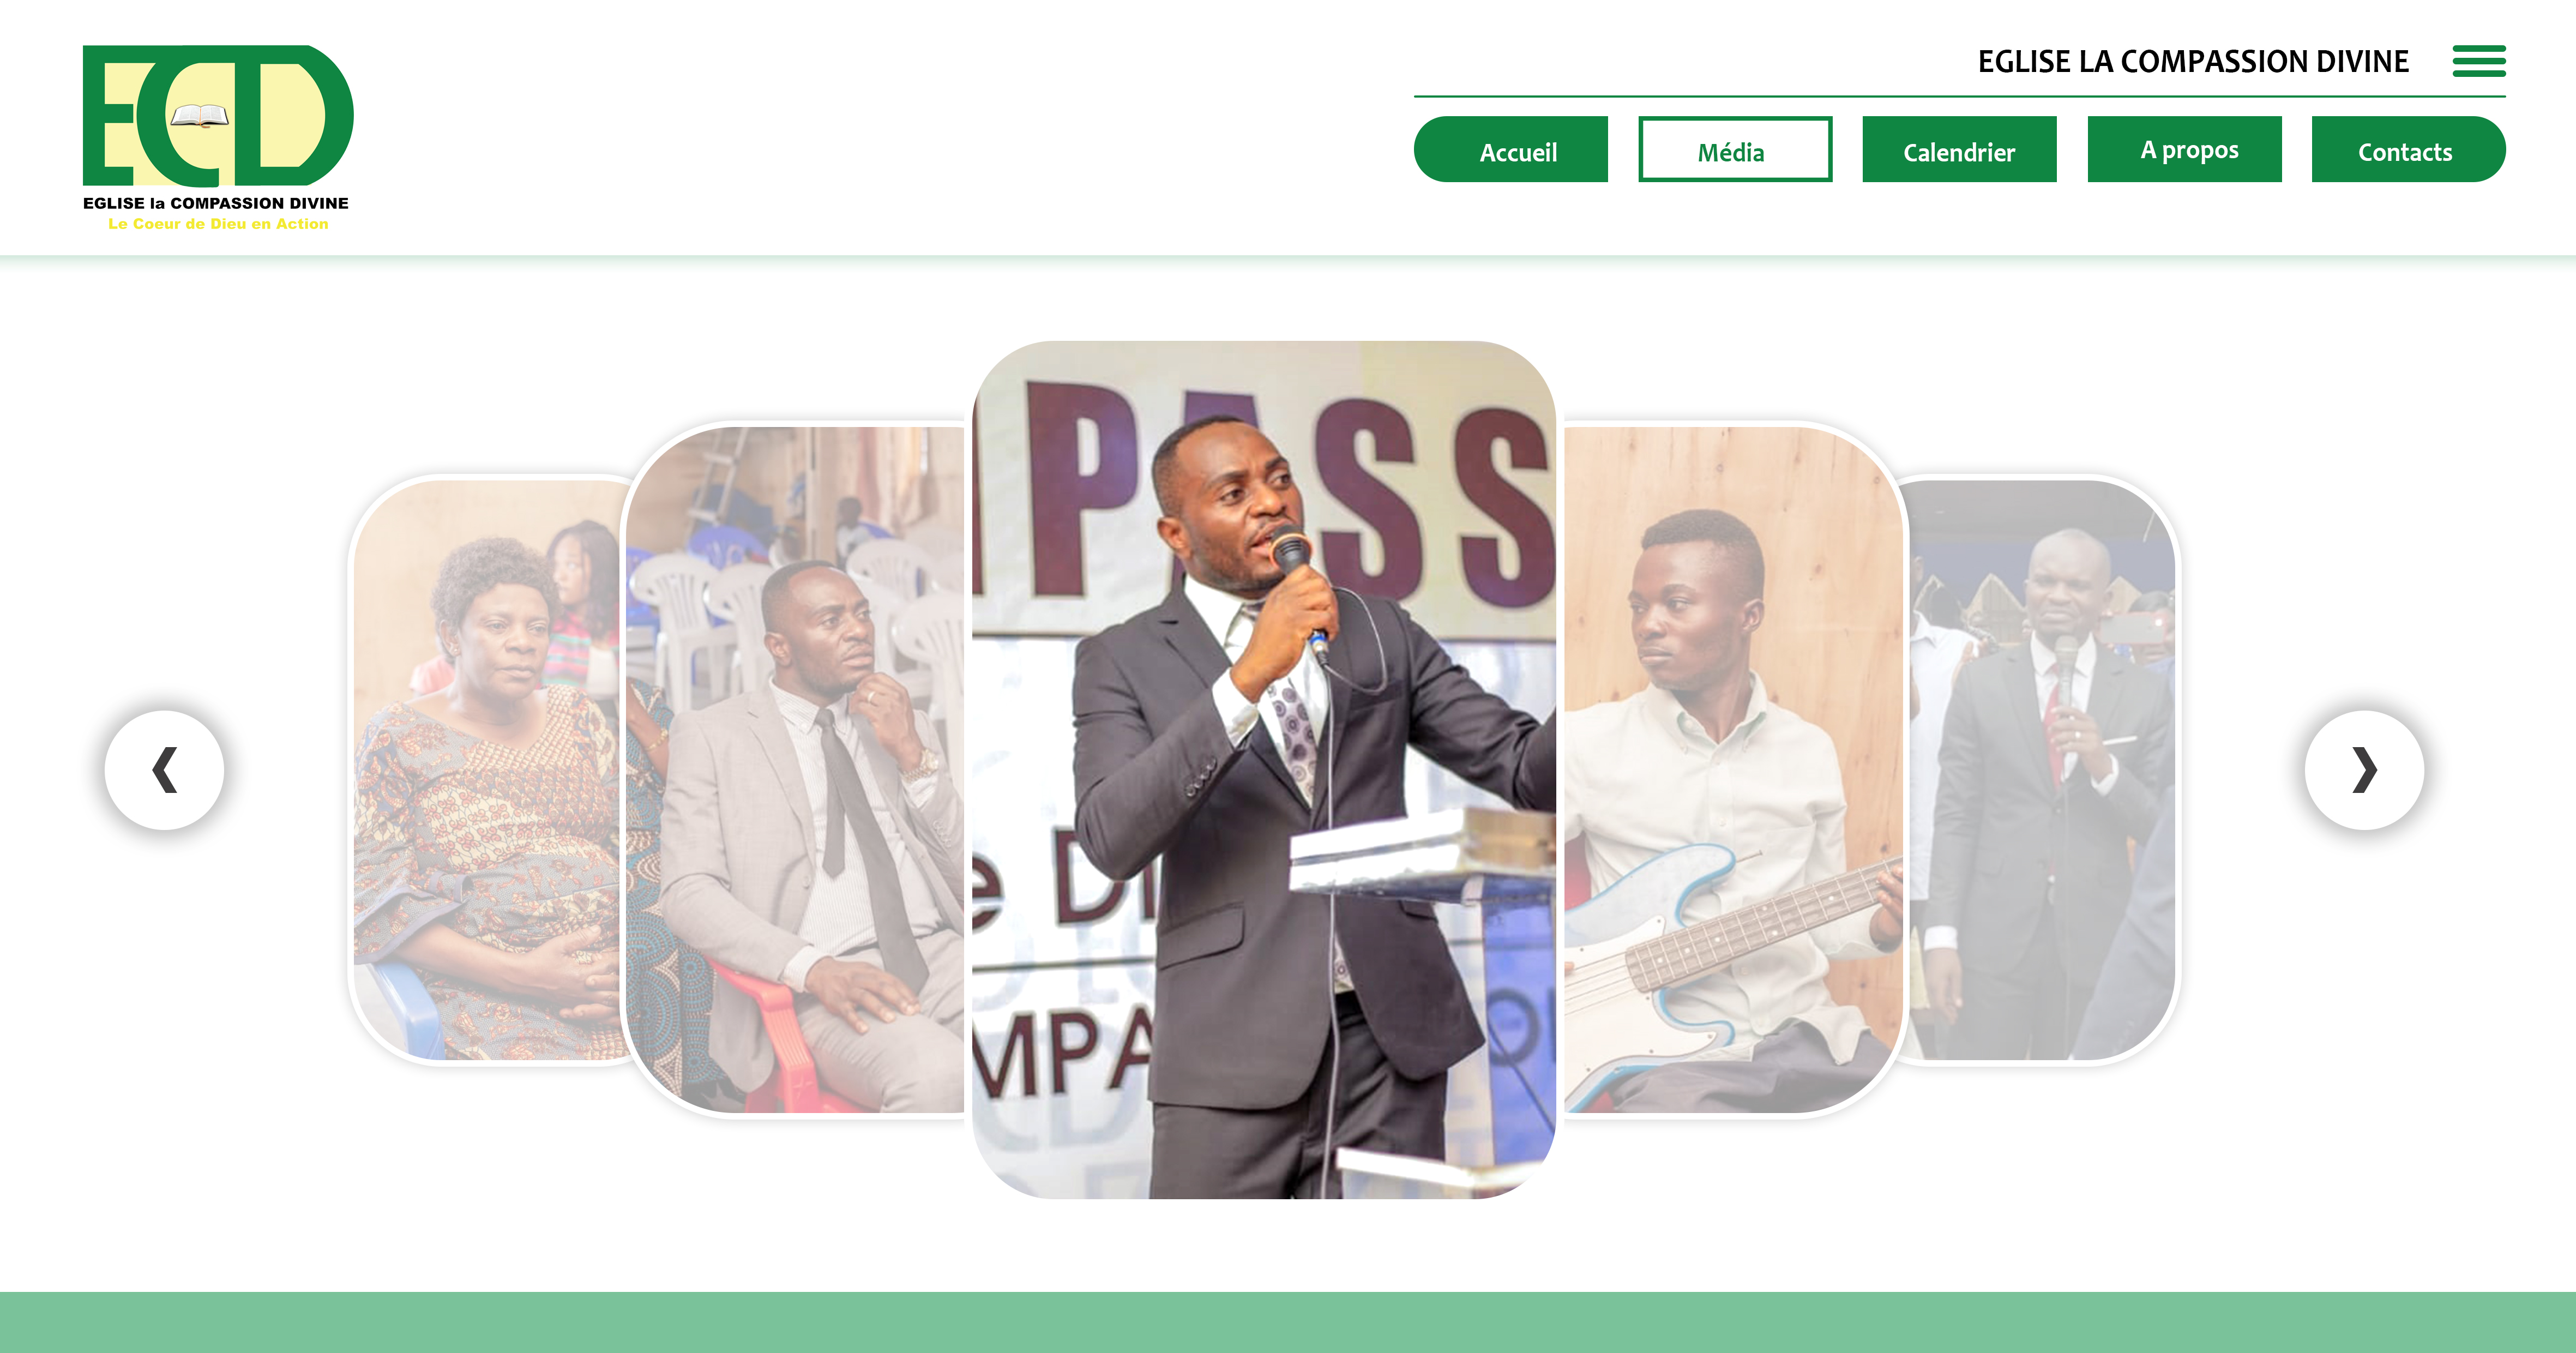 ECD
EGLISE la COMPASSION DIVINE
Le Coeur de Dieu en Action
EGLISE LA COMPASSION DIVINE
Accueil
Média
Calendrier
A propos
Contacts
PASS
e DI
MPA